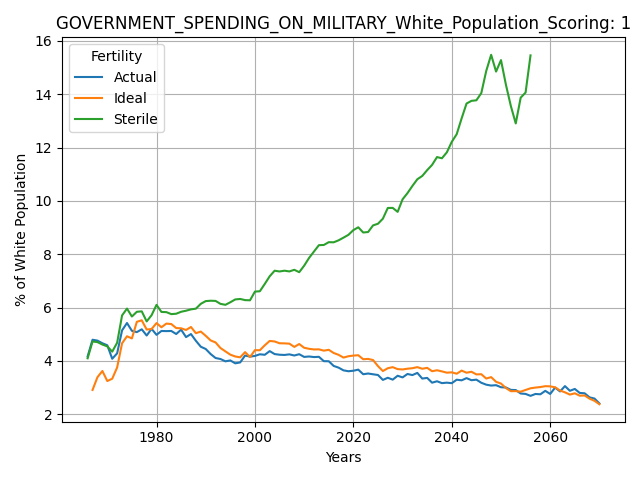 GOVERNMENT_SPENDING_ON_MILITARY_White_Population_Scoring: 1
Fertility
Actual
Ideal
Sterile
% of White Population
16
14
12
10
8
6
4
2
1980
2000
2020
2040
2060
Years